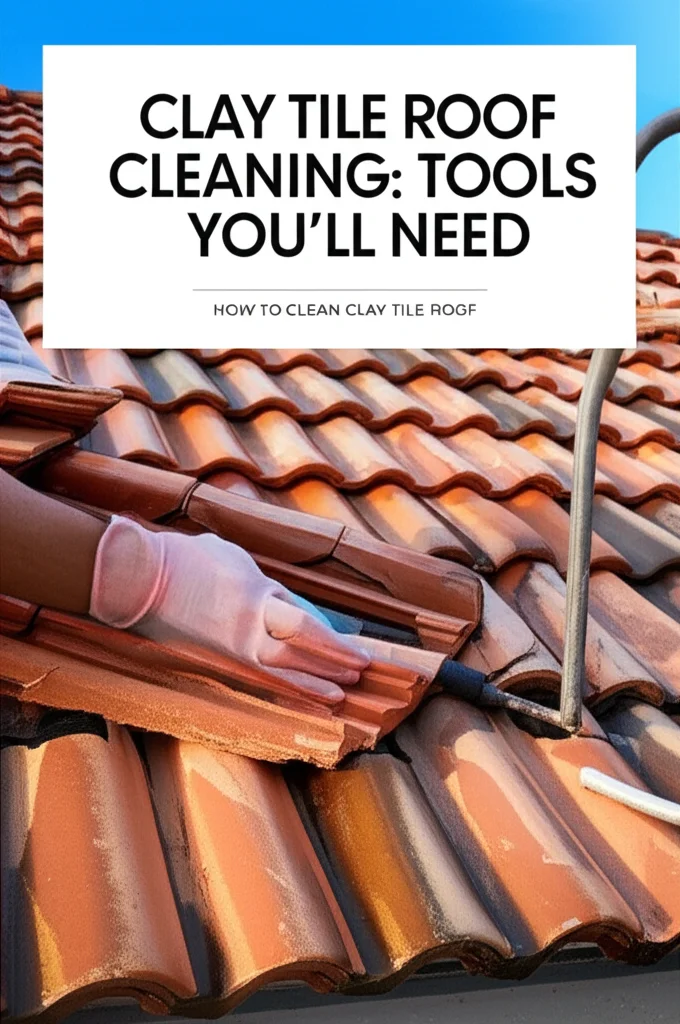 CLAY TILE ROOF
CLEANING: TOOLS
YOU'LL NEED
HOW TO CLEAN CLAY TILE ROGF